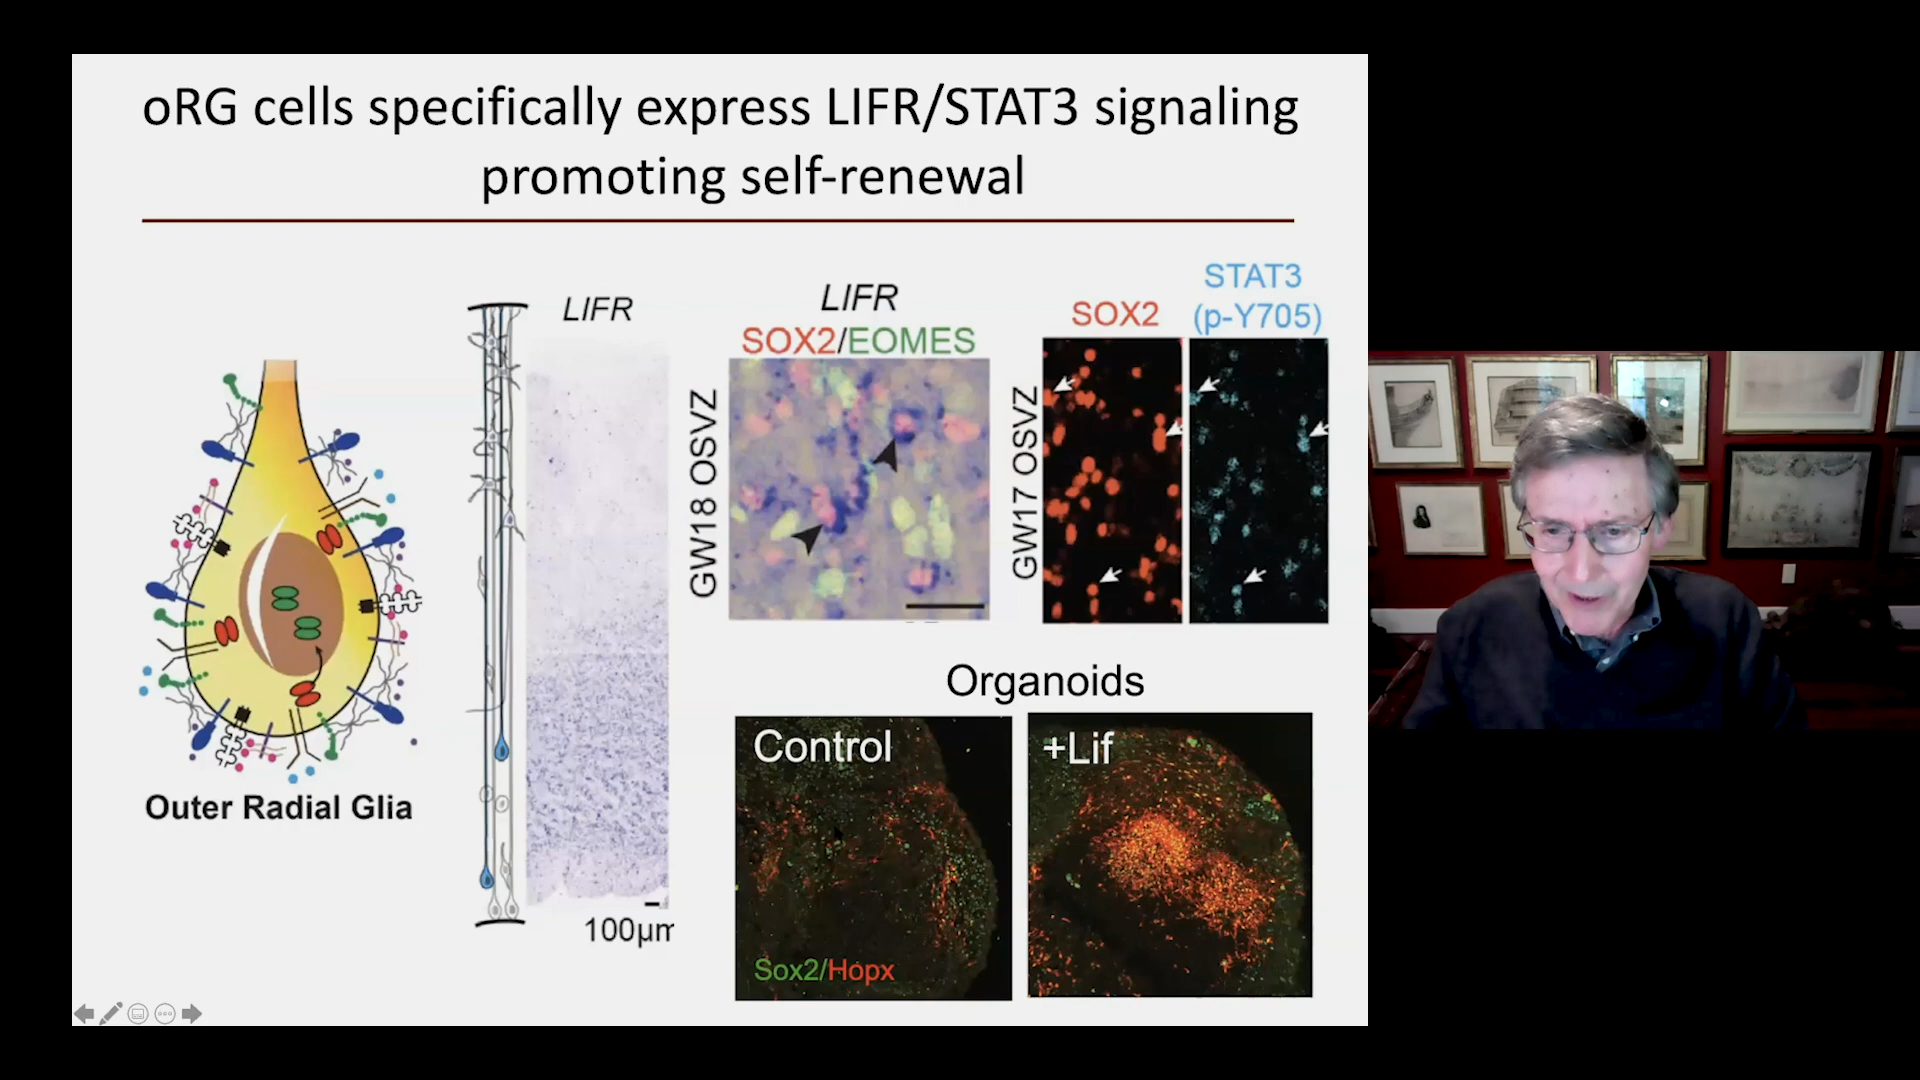 oRG cells specifically express LIFR/STAT3 signaling
promoting self-renewal
Outer Radial Glia
LIFR
100µm
LIFR
SOX2/EOMES
GW18 OSVZ
SOX2
STAT3
(p-Y705)
GW17 OSVZ
Organoids
Control
Sox2/Hopx
+Lif